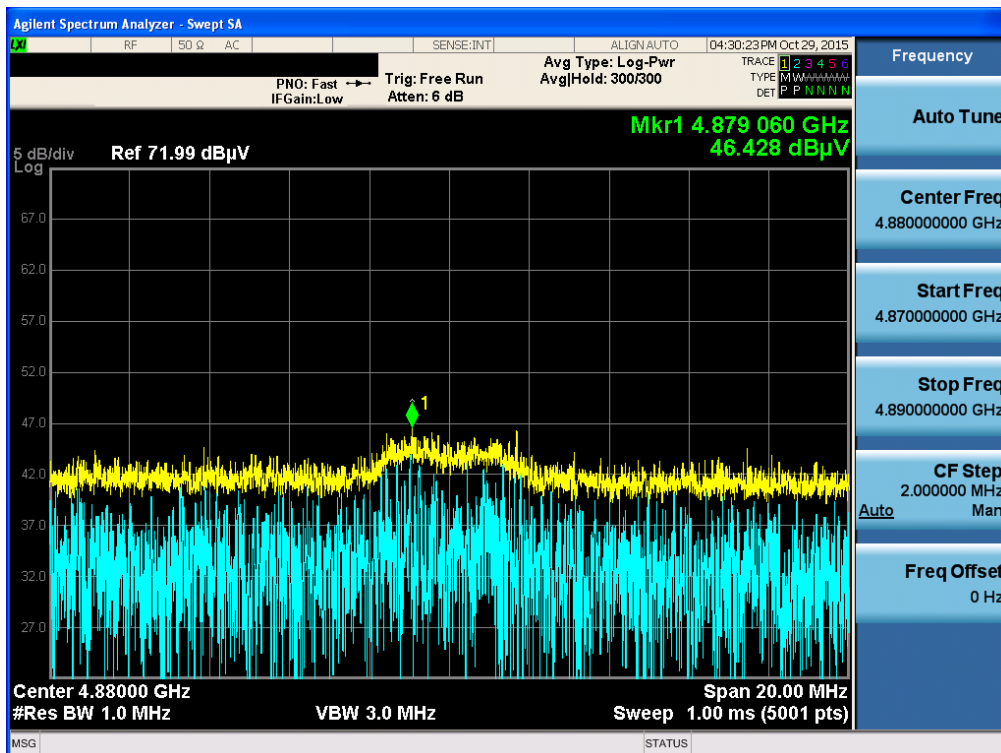 Agilent Spectrum Analyzer - Swept SA
LXI RF 50 Ω AC SENSE:INT ALIGN AUTO 04:30:23 PM Oct 29, 2015
Frequency
PNO: Fast Trig: Free Run Avg Type: Log-Pwr TRACE 1 2 3 4 5 6
IFGain:Low Atten: 6 dB Avg|Hold: 300/300 TYPE M W W W W W
DET P P N N N N
Auto Tune
Mkr1 4.879 060 GHz
46.428 dBµV
5 dB/div Ref 71.99 dBµV
Log
67.0
62.0
57.0
52.0
47.0
42.0
37.0
32.0
27.0
1
Center Freq
4.880000000 GHz
Start Freq
4.870000000 GHz
Stop Freq
4.890000000 GHz
CF Step
2.000000 MHz
Auto Man
Freq Offset
0 Hz
Center 4.88000 GHz Span 20.00 MHz
#Res BW 1.0 MHz VBW 3.0 MHz Sweep 1.00 ms (5001 pts)
MSG STATUS